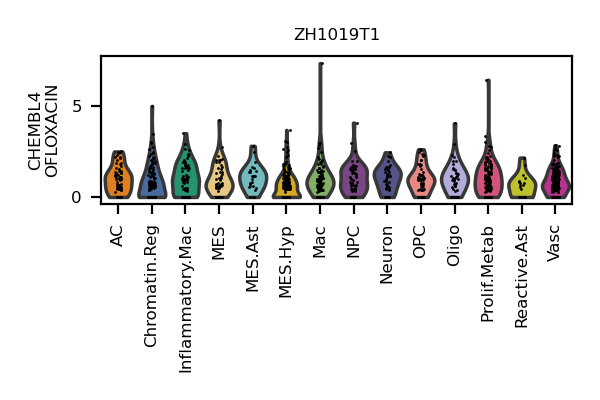 ZH1019T1
CHEMBL4
OFLOXACIN
5
0
AC
Chromatin.Reg
Inflammatory.Mac
MES
MES.Ast
MES.Hyp
Mac
NPC
Neuron
OPC
Oligo
Prolif.Metab
Reactive.Ast
Vasc